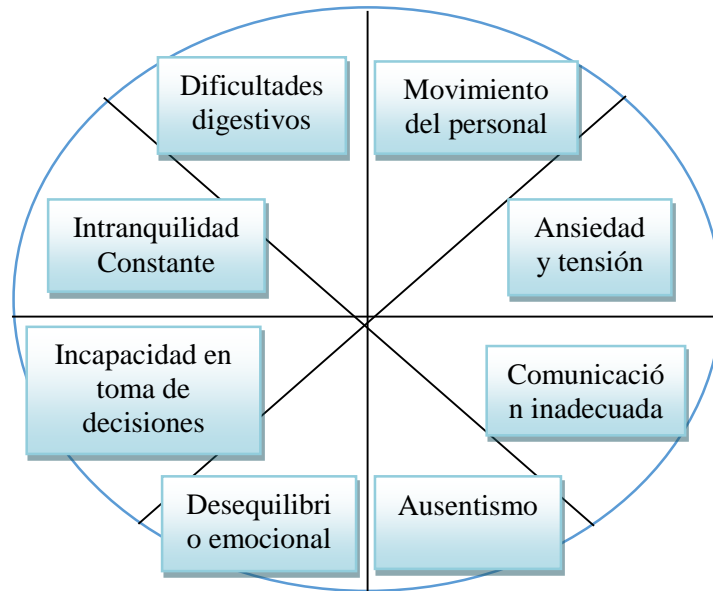 Dificultades
digestivos
Movimiento
del personal
Intranquilidad
Constante
Ansiedad
y tensión
Incapacidad en
toma de
decisiones
Comunicació
n inadecuada
Desequilibri
o emocional
Ausentismo